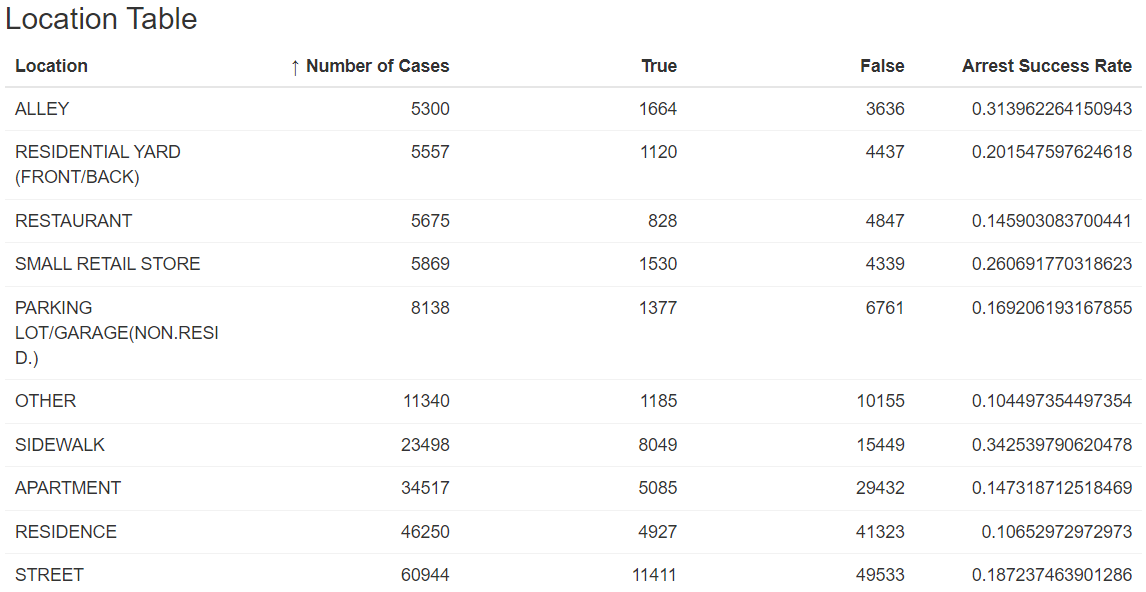 Location Table
Location ↑ Number of Cases True False Arrest Success Rate
ALLEY 5300 1664 3636 0.313962264150943
RESIDENTIAL YARD 5557 1120 4437 0.201547597624618
(FRONT/BACK)
RESTAURANT 5675 828 4847 0.145903083700441
SMALL RETAIL STORE 5869 1530 4339 0.260691770318623
PARKING 8138 1377 6761 0.169206193167855
LOT/GARAGE(NON.RESI
D.)
OTHER 11340 1185 10155 0.104497354497354
SIDEWALK 23498 8049 15449 0.342539790620478
APARTMENT 34517 5085 29432 0.147318712518469
RESIDENCE 46250 4927 41323 0.10652972972973
STREET 60944 11411 49533 0.187237463901286